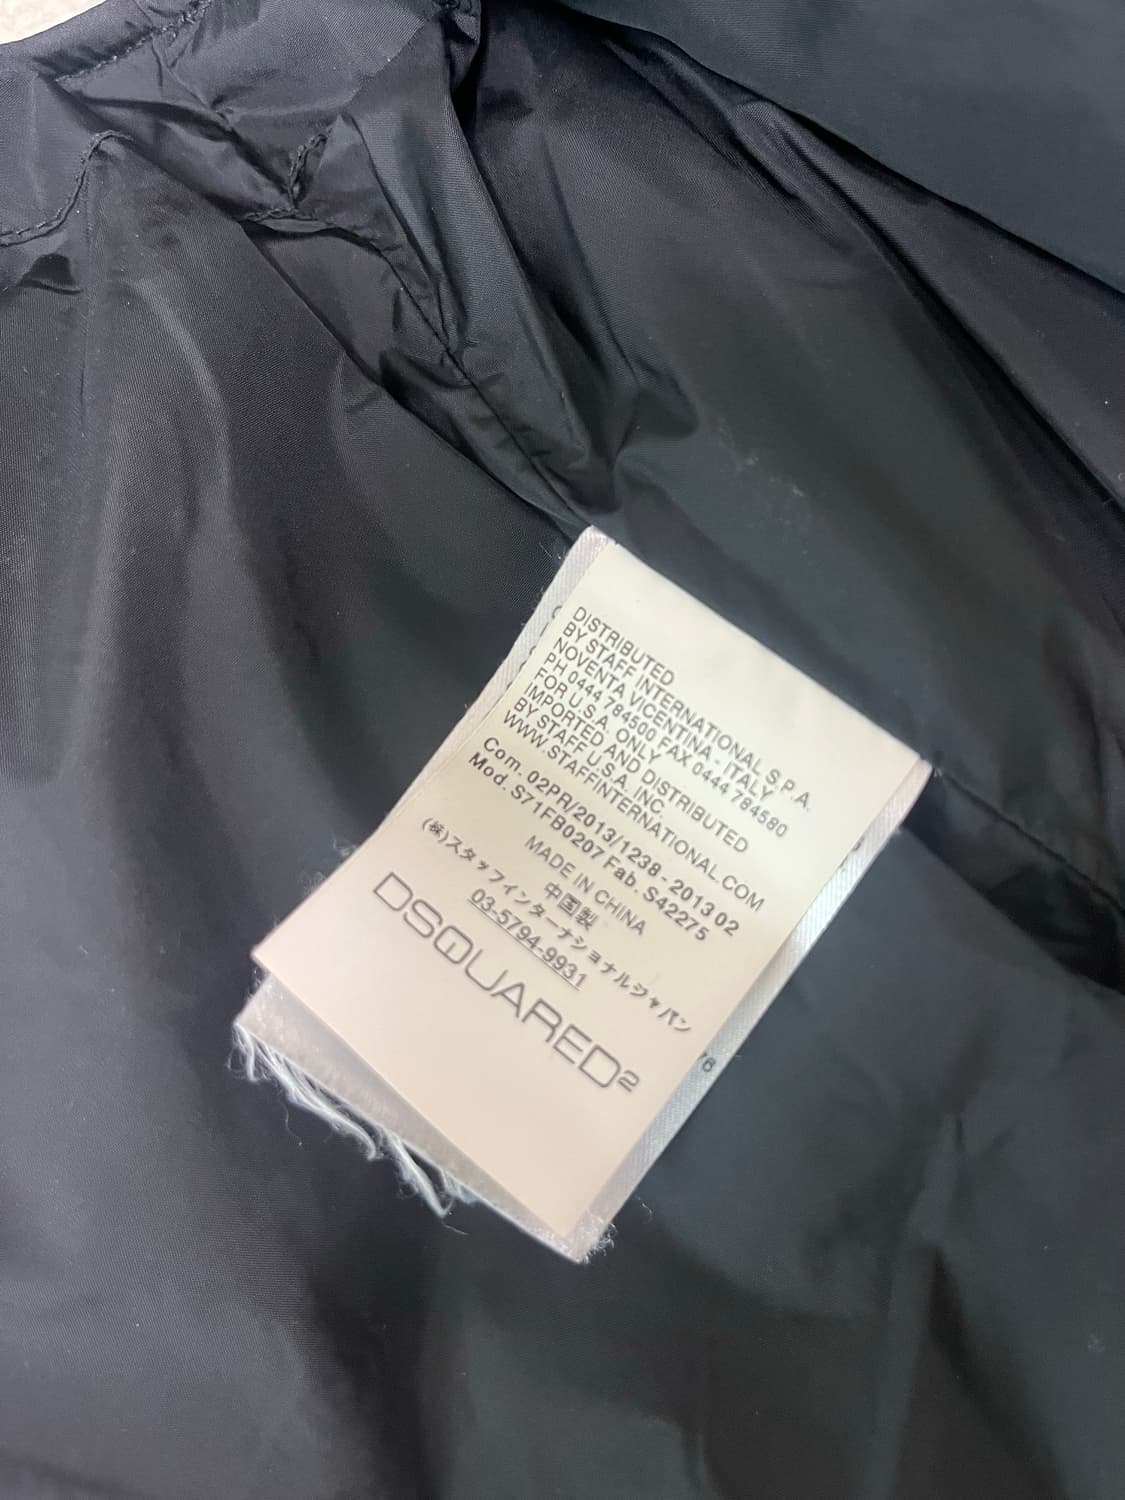 DISTRIBUTED
BY STAFF INTERNATIONAL S.P.A.
NOVENTA VICENTINA - ITALY
PH 0444 784500 FAX 0444 784580
FOR U.S.A. ONLY
IMPORTED AND DISTRIBUTED
BY STAFF U.S.A. INC.
WWW.STAFFINTERNATIONAL.COM
Com. 02PR/2013/1238 - 2013 02
Mod. S71FB0207 Fab. S42275
MADE IN CHINA
中国製
(株)スタッフインターナショナルジャパン
03-5794-9931
DSQUARED2